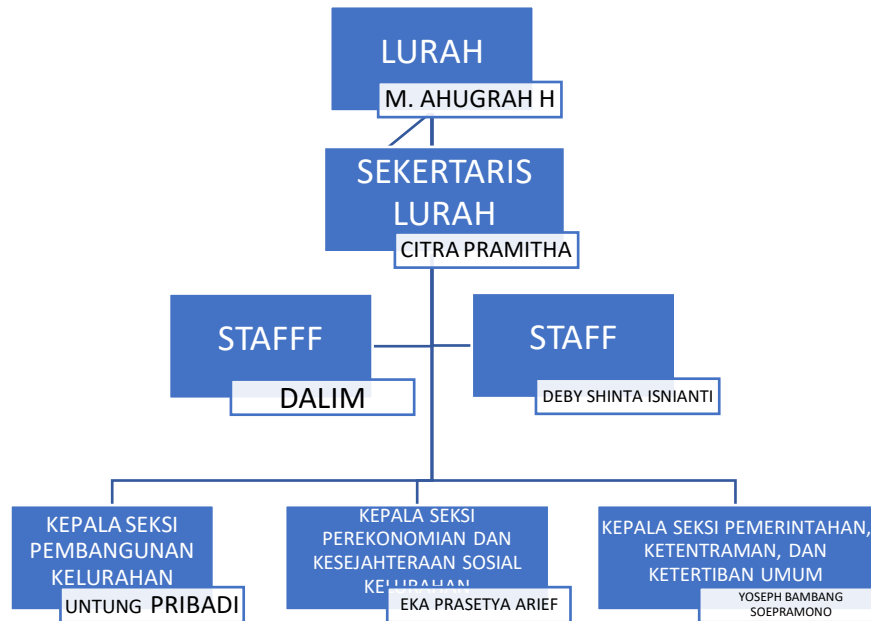 LURAH
M. AHUGRAH H
SEKERTARIS
LURAH
CITRA PRAMITHA
STAFFF
DALIM
STAFF
DEBY SHINTA ISNIANTI
KEPALA SEKSI
PEMBANGUNAN
KELURAHAN
UNTUNG PRIBADI
KEPALA SEKSI
PEREKONOMIAN DAN
KESEJAHTERAAN SOSIAL
KELURAHAN
EKA PRASETYA ARIEF
KEPALA SEKSI PEMERINTAHAN,
KETENTRAMAN, DAN
KETERTIBAN UMUM
YOSEPH BAMBANG
SOEPRAMONO